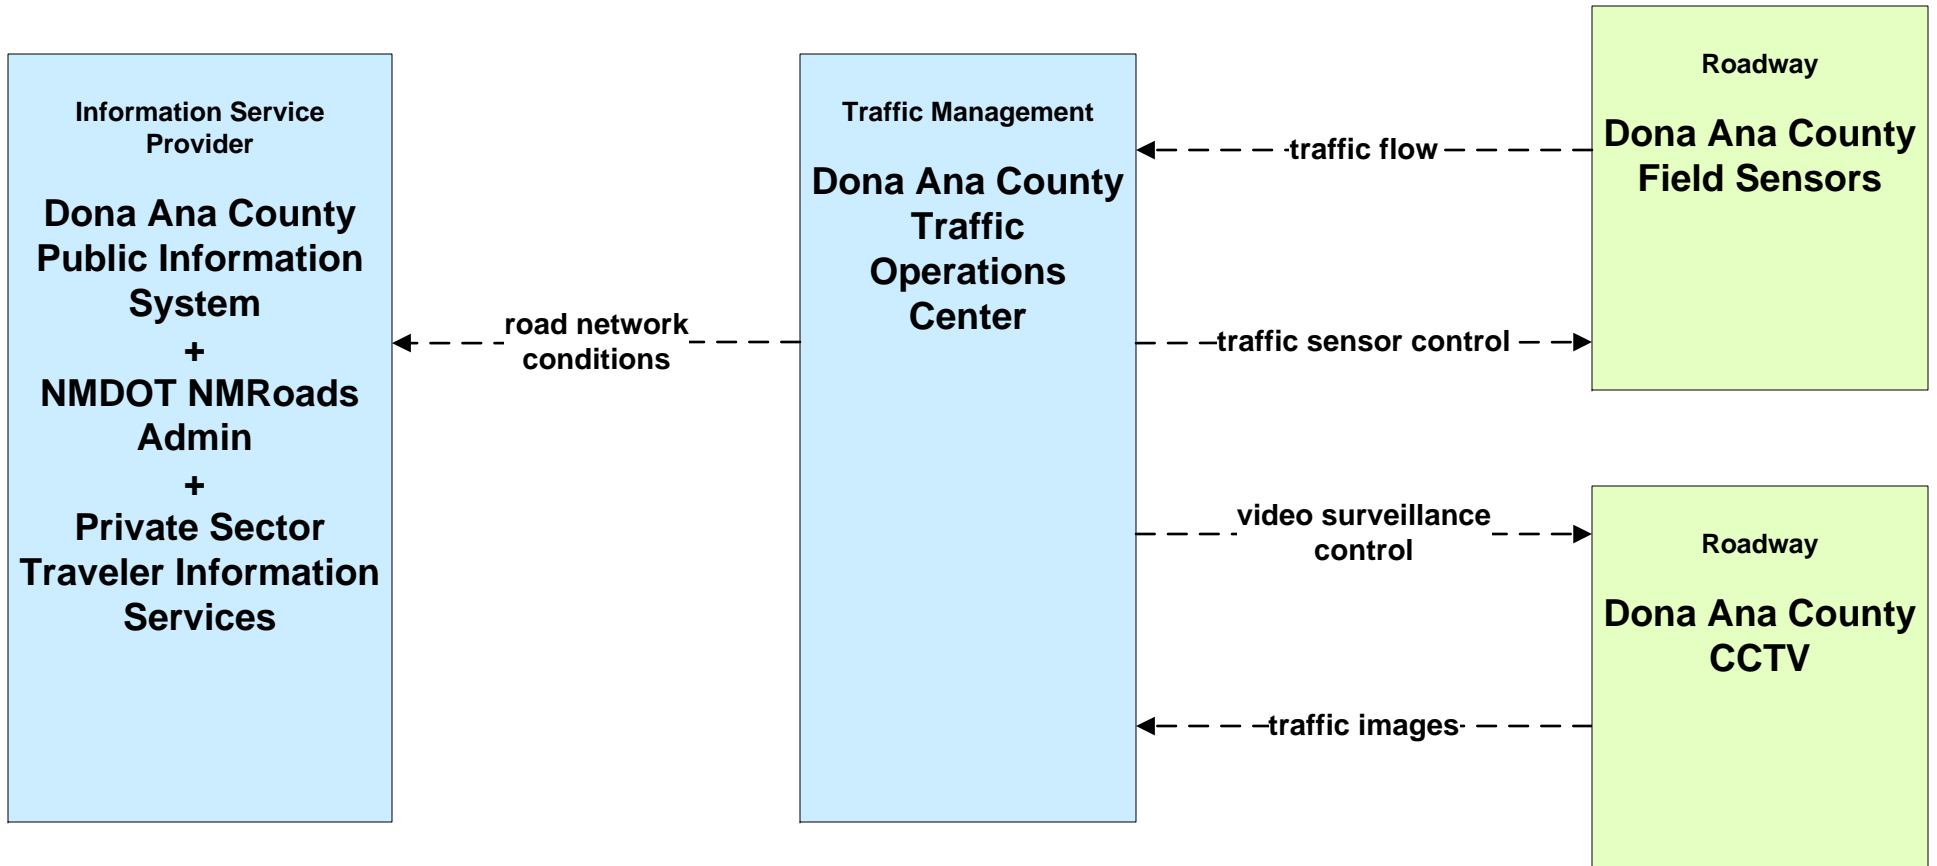 Information Service
Provider
Dona Ana County
Public Information
System
+
NMDOT NMRoads
Admin
+
Private Sector
Traveler Information
Services
road network
conditions
Traffic Management
Dona Ana County
Traffic
Operations
Center
traffic flow
traffic sensor control
video surveillance
control
traffic images
Roadway
Dona Ana County
Field Sensors
Roadway
Dona Ana County
CCTV